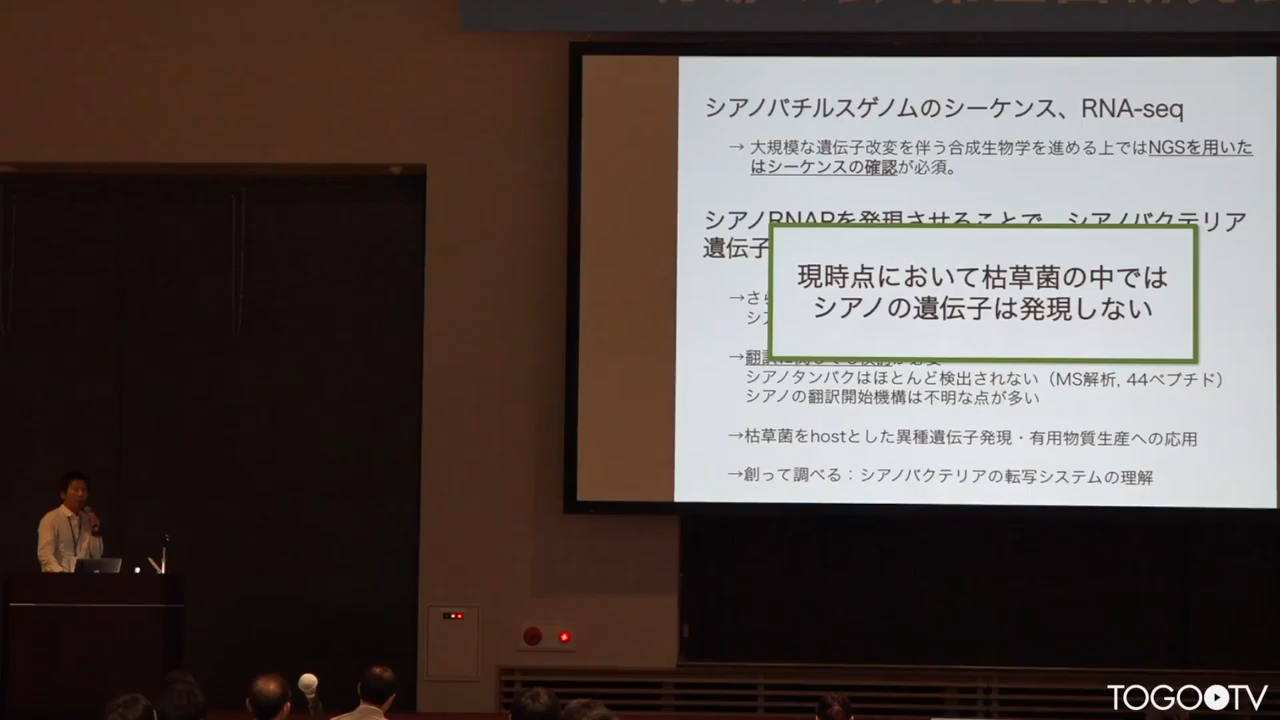 シアノバチルスゲノムのシーケンス、RNA-seq
→ 大規模な遺伝子改変を伴う合成生物学を進める上ではNGSを用いた
はシーケンスの確認が必須。
シアノRNAPを発現させることで、シアノバクテリア
遺伝子
現時点において枯草菌の中では
シアノの遺伝子は発現しない
→さら
シア
→翻訳
シアノタンパクはほとんど検出されない（MS解析, 44ペプチド）
シアノの翻訳開始機構は不明な点が多い
→枯草菌をhostとした異種遺伝子発現・有用物質生産への応用
→創って調べる：シアノバクテリアの転写システムの理解
TOGOTV